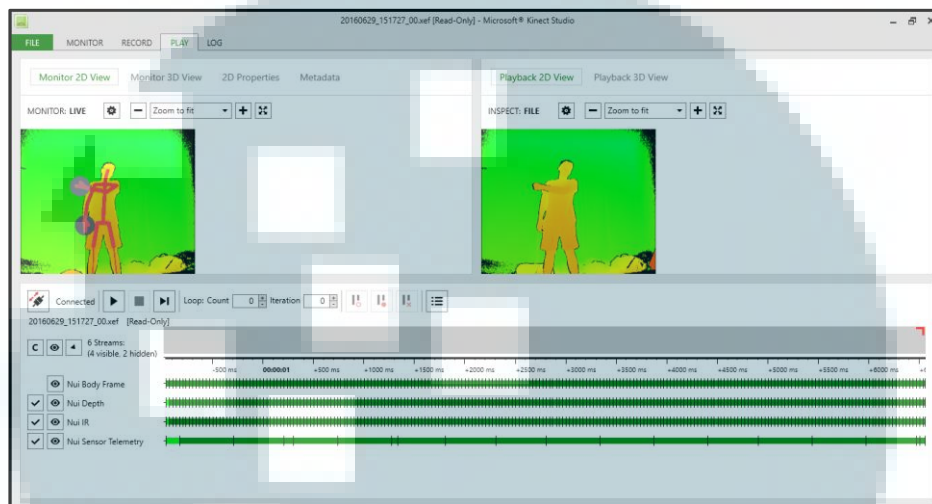 20160629_151727_00.xef [Read-Only] - Microsoft® Kinect Studio
FILE MONITOR RECORD PLAY LOG
Monitor 2D View Monitor 3D View 2D Properties Metadata
Playback 2D View Playback 3D View
MONITOR: LIVE Zoom to fit
INSPECT: FILE Zoom to fit
Connected Loop: Count 0 Iteration 0
20160629_151727_00.xef [Read-Only]
C 6 Streams:
(4 visible, 2 hidden)
-500 ms 00:00:01 +500 ms +1000 ms +1500 ms +2000 ms +2500 ms +3000 ms +3500 ms +4000 ms +4500 ms +5000 ms +5500 ms +6000 ms
Nui Body Frame
Nui Depth
Nui IR
Nui Sensor Telemetry